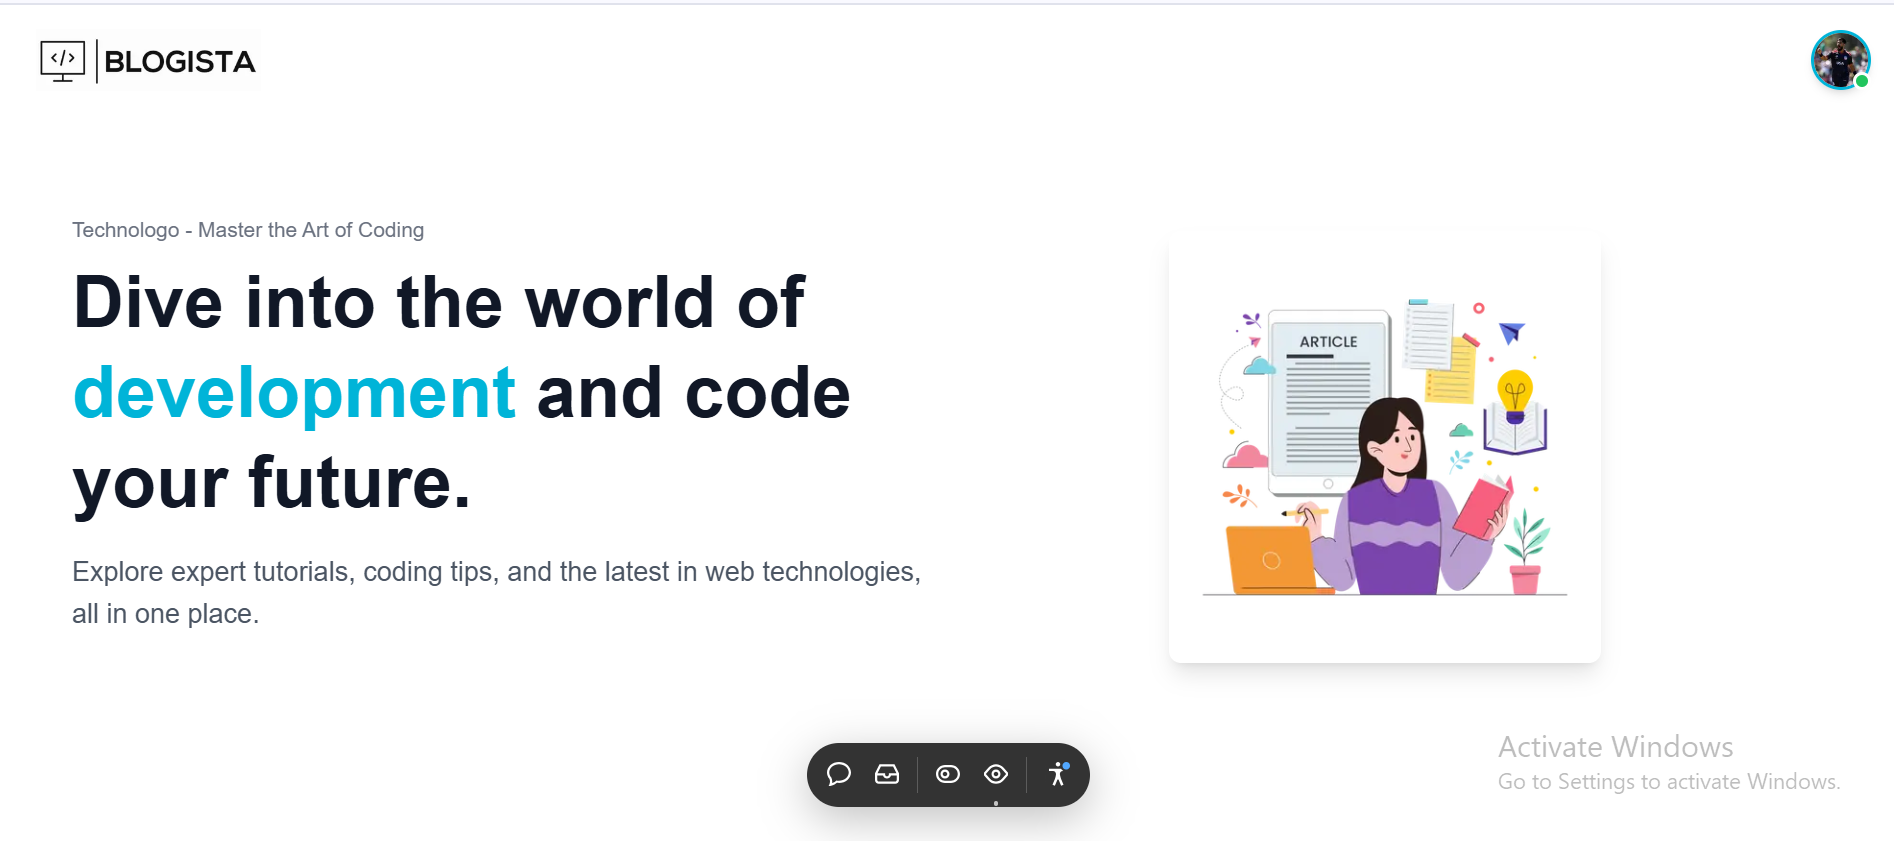 </> BLOGISTA
Technologo - Master the Art of Coding
Dive into the world of
development and code
your future.
Explore expert tutorials, coding tips, and the latest in web technologies,
all in one place.
ARTICLE
Activate Windows
Go to Settings to activate Windows.